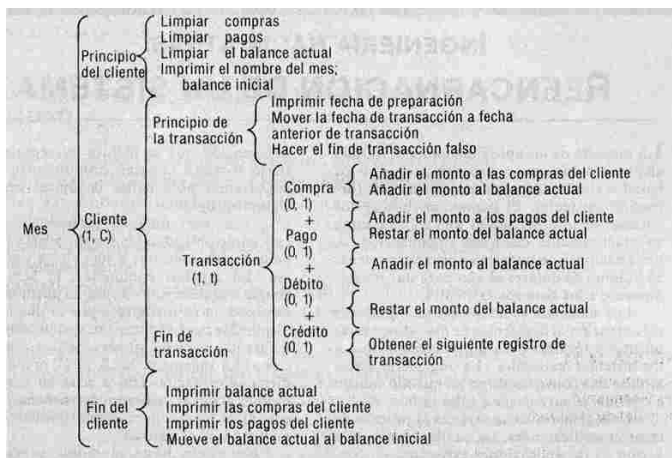 Limpiar compras
Limpiar pagos
Limpiar el balance actual
Imprimir el nombre del mes;
balance inicial
Principio
del cliente
Imprimir fecha de preparación
Mover la fecha de transacción a fecha
anterior de transacción
Hacer el fin de transacción falso
Principio de
la transacción
Compra
(0, 1)
Añadir el monto a las compras del cliente
Añadir el monto al balance actual
+
Pago
(0, 1)
Añadir el monto a los pagos del cliente
Restar el monto del balance actual
Mes
Cliente
(1, C)
Transacción
(1, t)
+
Débito
(0, 1)
Añadir el monto al balance actual
+
Crédito
(0, 1)
Restar el monto del balance actual
Obtener el siguiente registro de
transacción
Fin de
transacción
Fin del
cliente
Imprimir balance actual
Imprimir las compras del cliente
Imprimir los pagos del cliente
Mueve el balance actual al balance inicial